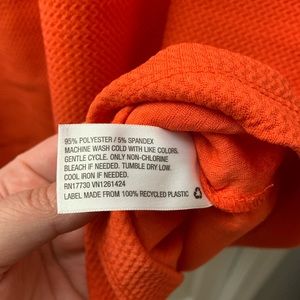 95% POLYESTER / 5% SPANDEX
MACHINE WASH COLD WITH LIKE COLORS.
GENTLE CYCLE. ONLY NON-CHLORINE
BLEACH IF NEEDED. TUMBLE DRY LOW.
COOL IRON IF NEEDED.
RN17730 VN1261424
LABEL MADE FROM 100% RECYCLED PLASTIC